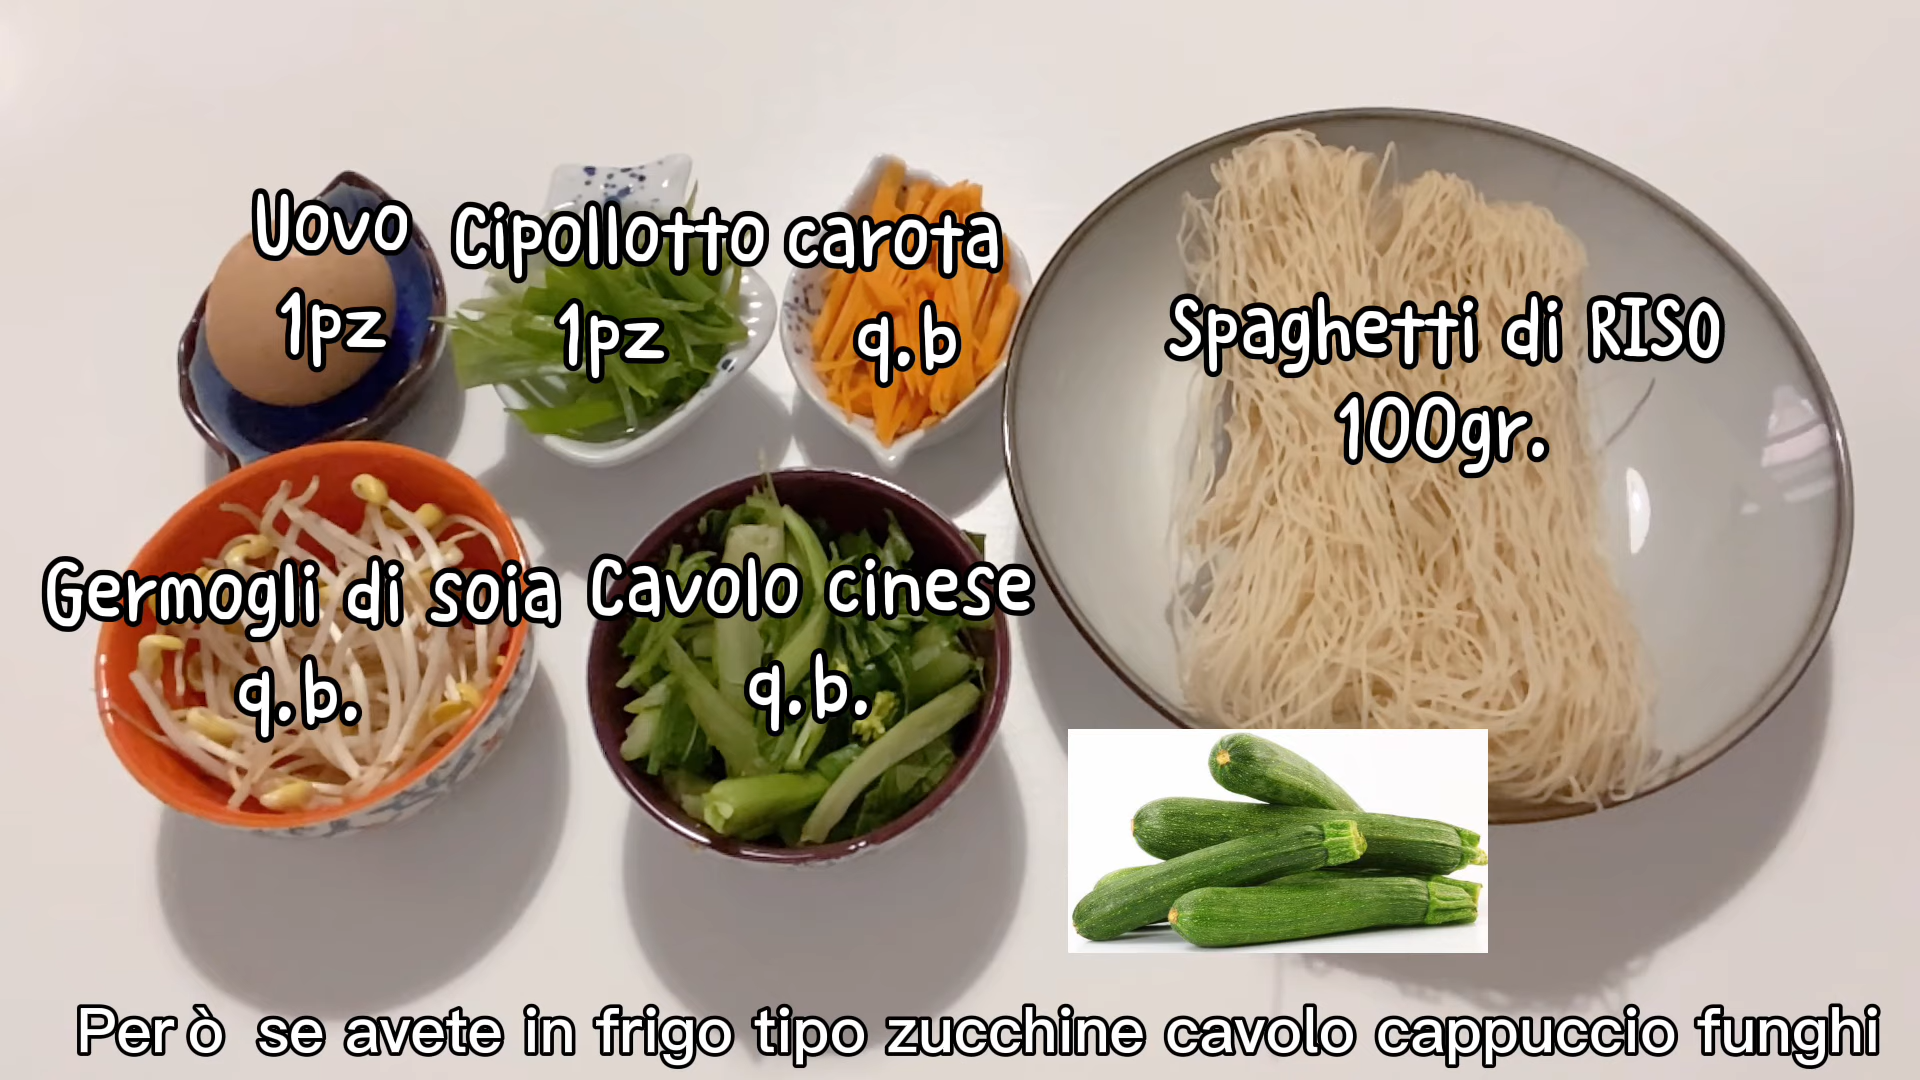 Uovo
1pz
Cipollotto
1pz
carota
q.b
Spaghetti di RISO
100gr.
Germogli di soia
q.b.
Cavolo cinese
q.b.
Però se avete in frigo tipo zucchine cavolo cappuccio funghi